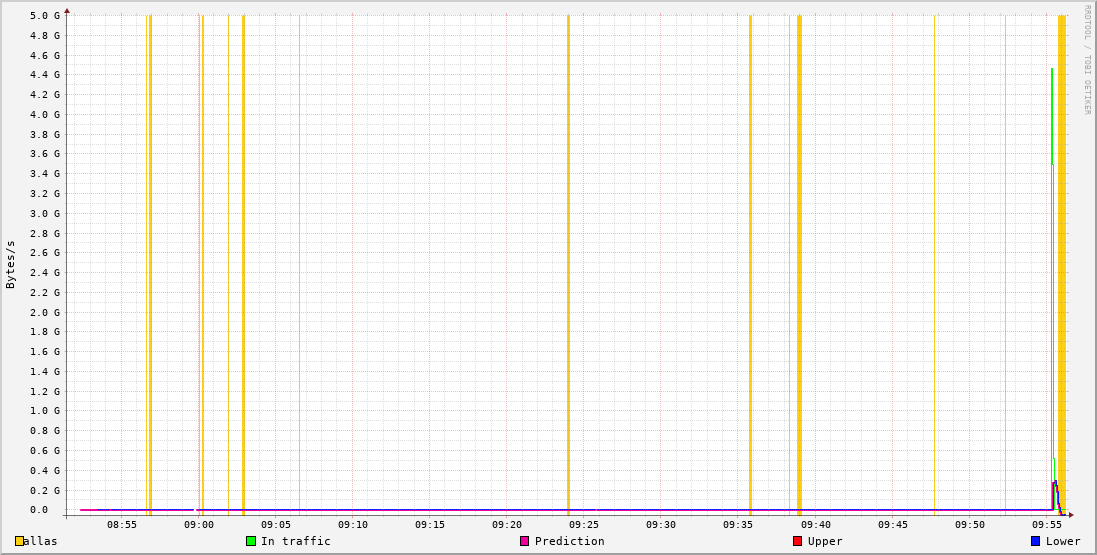 5.0 G
4.8 G
4.6 G
4.4 G
4.2 G
4.0 G
3.8 G
3.6 G
3.4 G
3.2 G
3.0 G
2.8 G
2.6 G
2.4 G
2.2 G
2.0 G
1.8 G
1.6 G
1.4 G
1.2 G
1.0 G
0.8 G
0.6 G
0.4 G
0.2 G
0.0
Bytes/s
RRDTOOL / TOBI OETIKER
08:55 09:00 09:05 09:10 09:15 09:20 09:25 09:30 09:35 09:40 09:45 09:50 09:55
allas In traffic Prediction Upper Lower